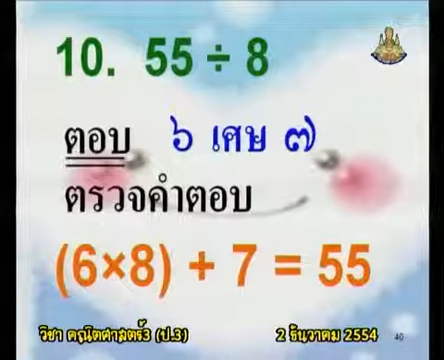 10. 55 ÷ 8
ตอบ ๖ เศษ ๗
ตรวจคำตอบ
(6×8) + 7 = 55
วิชา คณิตศาสตร์3 (ป.3) 2 ธันวาคม 2554 40